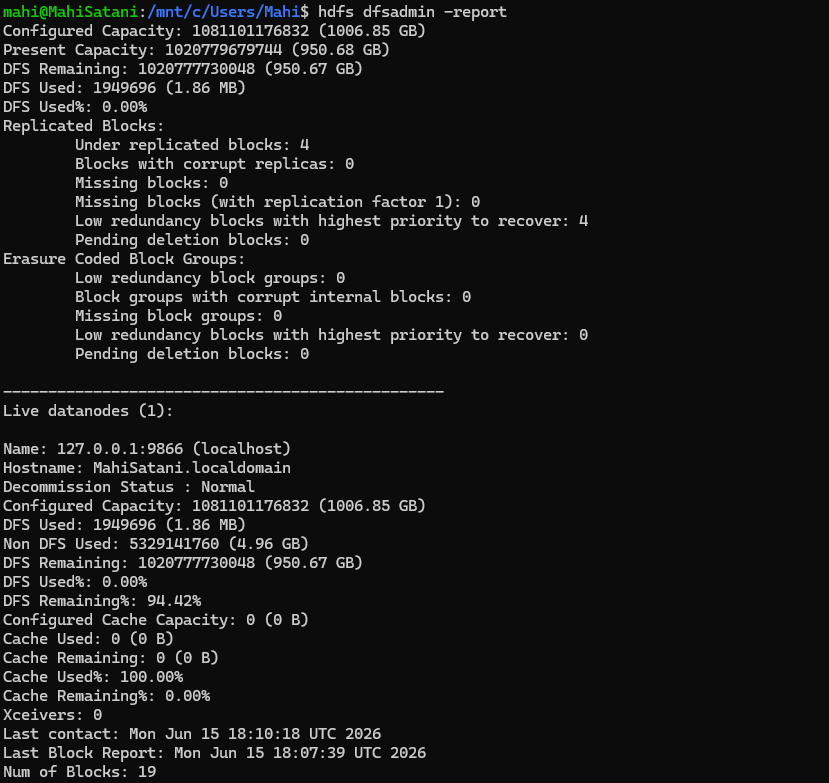 mahi@MahiSatani:/mnt/c/Users/Mahi$ hdfs dfsadmin -report
Configured Capacity: 1081101176832 (1006.85 GB)
Present Capacity: 1020779679744 (950.68 GB)
DFS Remaining: 1020777730048 (950.67 GB)
DFS Used: 1949696 (1.86 MB)
DFS Used%: 0.00%
Replicated Blocks:
        Under replicated blocks: 4
        Blocks with corrupt replicas: 0
        Missing blocks: 0
        Missing blocks (with replication factor 1): 0
        Low redundancy blocks with highest priority to recover: 4
        Pending deletion blocks: 0
Erasure Coded Block Groups:
        Low redundancy block groups: 0
        Block groups with corrupt internal blocks: 0
        Missing block groups: 0
        Low redundancy blocks with highest priority to recover: 0
        Pending deletion blocks: 0

-------------------------------------------------
Live datanodes (1):

Name: 127.0.0.1:9866 (localhost)
Hostname: MahiSatani.localdomain
Decommission Status : Normal
Configured Capacity: 1081101176832 (1006.85 GB)
DFS Used: 1949696 (1.86 MB)
Non DFS Used: 5329141760 (4.96 GB)
DFS Remaining: 1020777730048 (950.67 GB)
DFS Used%: 0.00%
DFS Remaining%: 94.42%
Configured Cache Capacity: 0 (0 B)
Cache Used: 0 (0 B)
Cache Remaining: 0 (0 B)
Cache Used%: 100.00%
Cache Remaining%: 0.00%
Xceivers: 0
Last contact: Mon Jun 15 18:10:18 UTC 2026
Last Block Report: Mon Jun 15 18:07:39 UTC 2026
Num of Blocks: 19